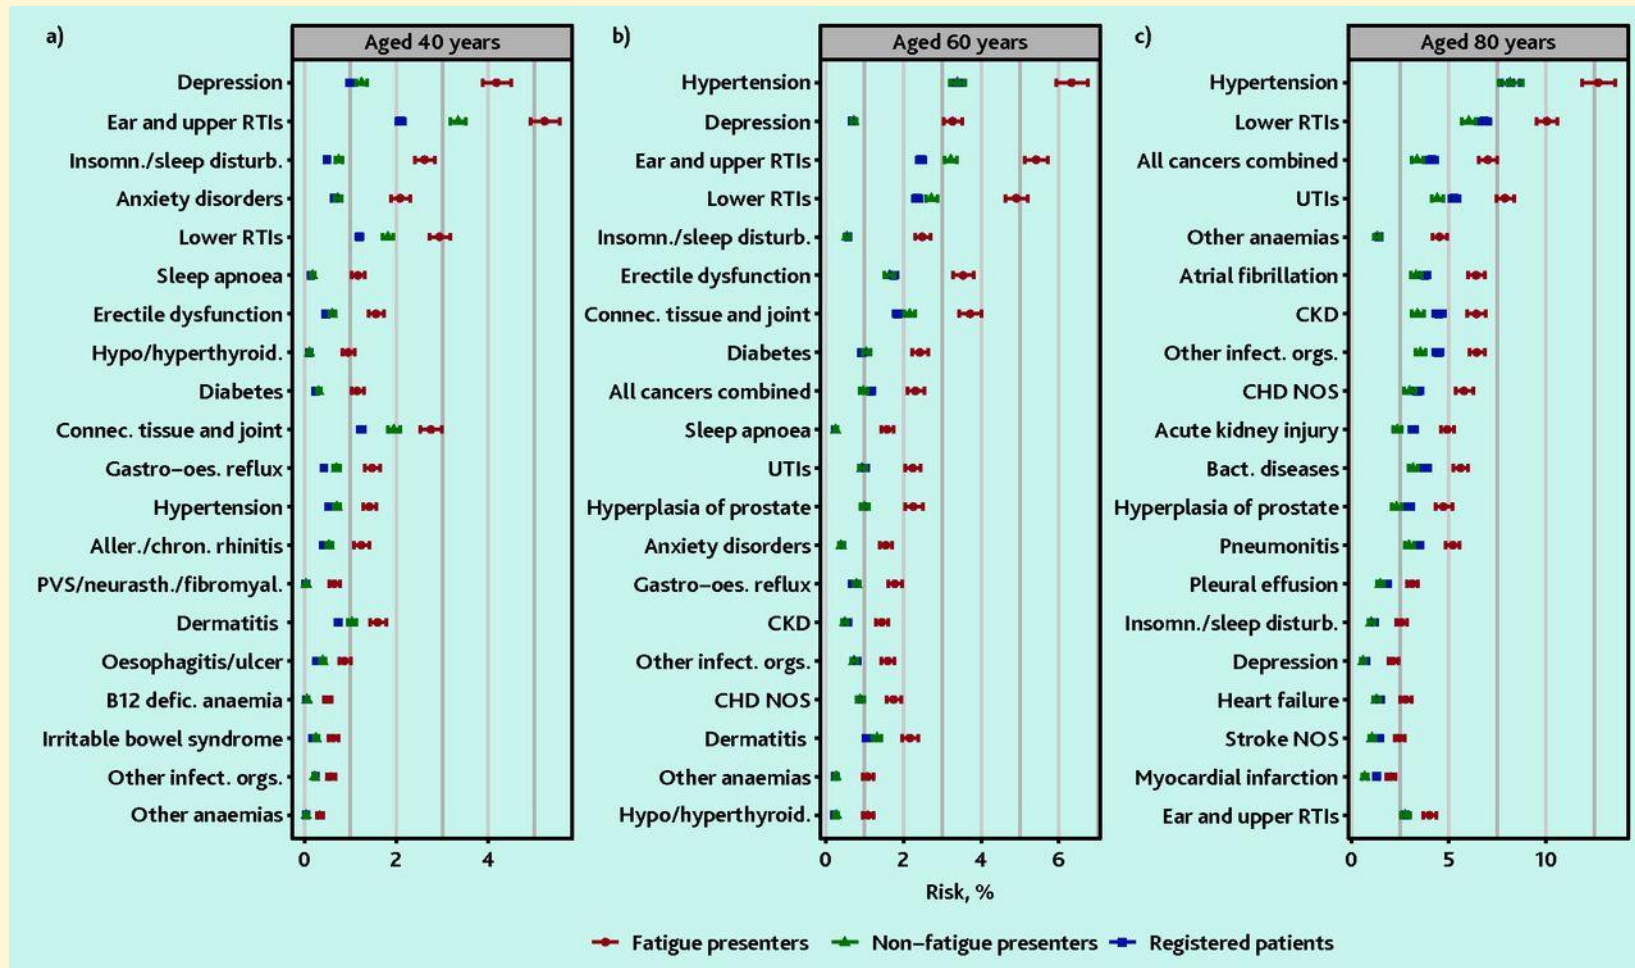 a)
Aged 40 years
Depression
Ear and upper RTIs
Insomn./sleep disturb.
Anxiety disorders
Lower RTIs
Sleep apnoea
Erectile dysfunction
Hypo/hyperthyroid.
Diabetes
Connec. tissue and joint
Gastro–oes. reflux
Hypertension
Aller./chron. rhinitis
PVS/neurasth./fibromyal.
Dermatitis
Oesophagitis/ulcer
B12 defic. anaemia
Irritable bowel syndrome
Other infect. orgs.
Other anaemias
0 2 4
b)
Aged 60 years
Hypertension
Depression
Ear and upper RTIs
Lower RTIs
Insomn./sleep disturb.
Erectile dysfunction
Connec. tissue and joint
Diabetes
All cancers combined
Sleep apnoea
UTIs
Hyperplasia of prostate
Anxiety disorders
Gastro–oes. reflux
CKD
Other infect. orgs.
CHD NOS
Dermatitis
Other anaemias
Hypo/hyperthyroid.
0 2 4 6
c)
Aged 80 years
Hypertension
Lower RTIs
All cancers combined
UTIs
Other anaemias
Atrial fibrillation
CKD
Other infect. orgs.
CHD NOS
Acute kidney injury
Bact. diseases
Hyperplasia of prostate
Pneumonitis
Pleural effusion
Insomn./sleep disturb.
Depression
Heart failure
Stroke NOS
Myocardial infarction
Ear and upper RTIs
0 5 10
Risk, %
Fatigue presenters Non–fatigue presenters Registered patients